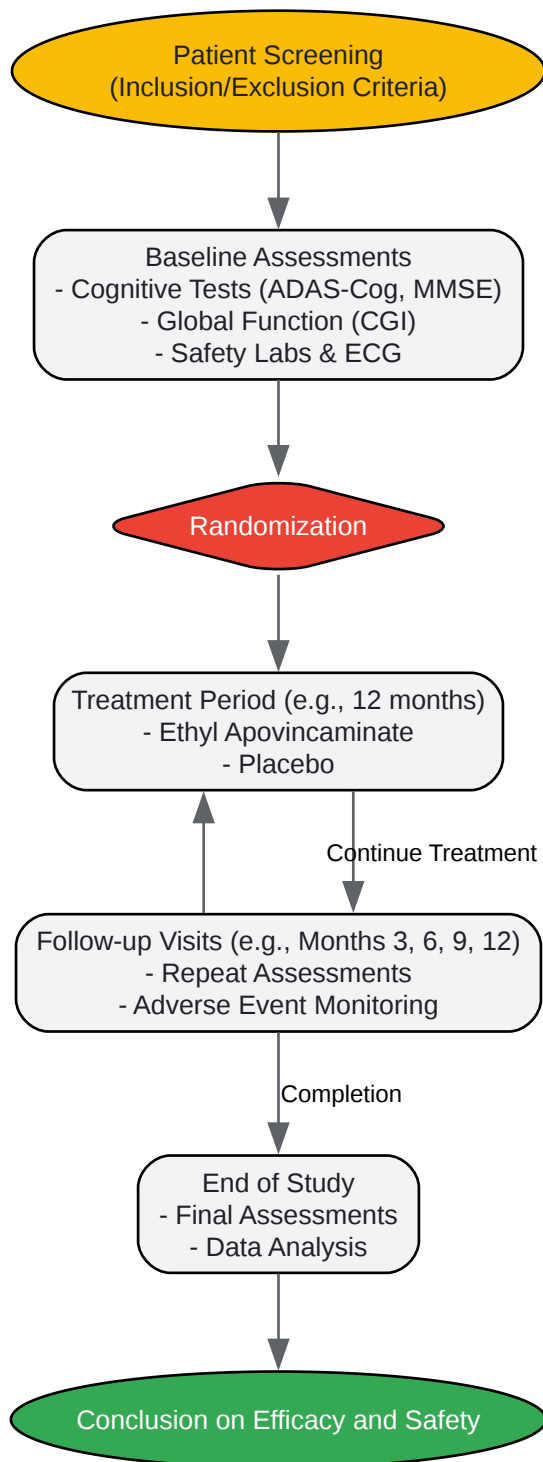 Patient Screening
(Inclusion/Exclusion Criteria)
Baseline Assessments
- Cognitive Tests (ADAS-Cog, MMSE)
- Global Function (CGI)
- Safety Labs & ECG
Randomization
Treatment Period (e.g., 12 months)
- Ethyl Apovincaminate
- Placebo
Continue Treatment
Follow-up Visits (e.g., Months 3, 6, 9, 12)
- Repeat Assessments
- Adverse Event Monitoring
Completion
End of Study
- Final Assessments
- Data Analysis
Conclusion on Efficacy and Safety